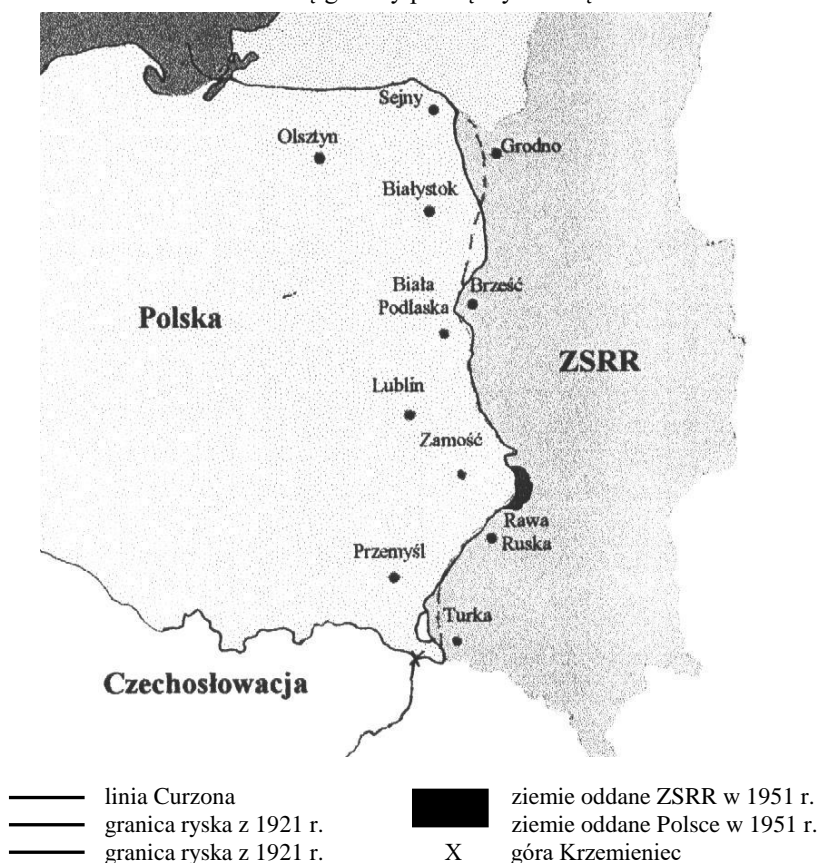 Sejny
Olsztyn
Grodno
Białystok
Biała
Podlaska
Brześć
Polska
ZSRR
Lublin
Zamość
Rawa
Ruska
Przemyśl
Turka
Czechosłowacja
linia Curzona
granica ryska z 1921 r.
granica ryska z 1921 r.
ziemie oddane ZSRR w 1951 r.
ziemie oddane Polsce w 1951 r.
X góra Krzemieniec